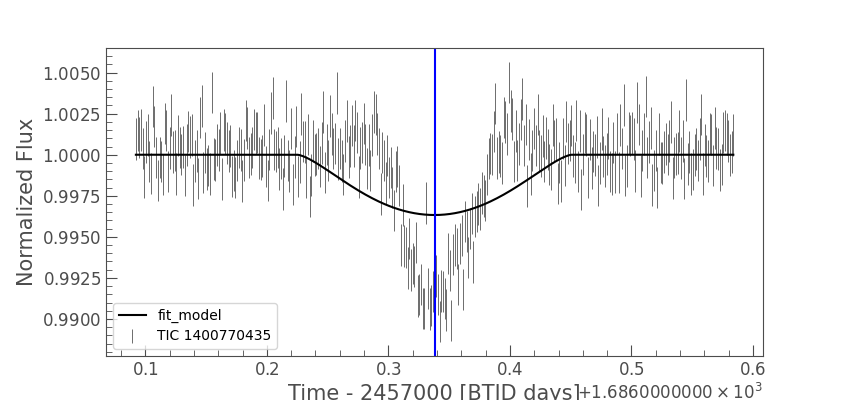 Normalized Flux
1.0050
1.0025
1.0000
0.9975
0.9950
0.9925
0.9900
fit_model
TIC 1400770435
0.1 0.2 0.3 0.4 0.5 0.6
Time - 2457000 [BTJD days]
+1.6860000000 × 10³